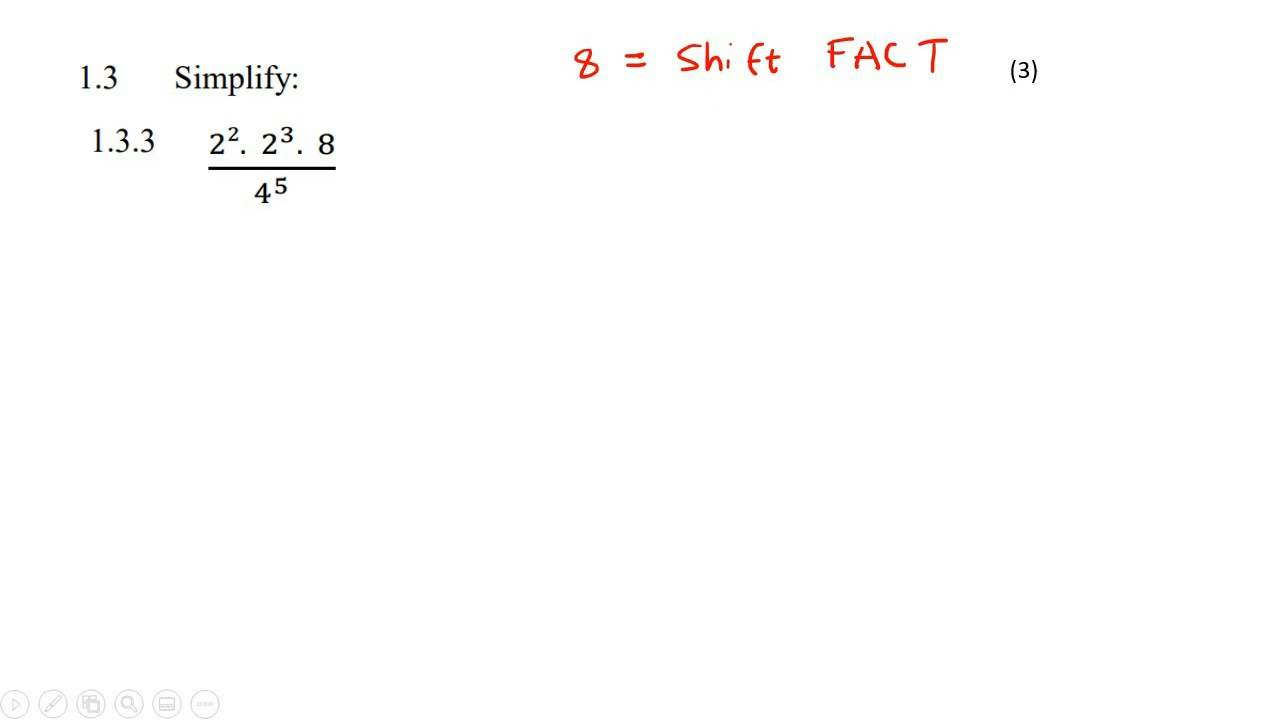 8 = Shift FACT
(3)
1.3 Simplify:
1.3.3 2². 2³. 8
4⁵